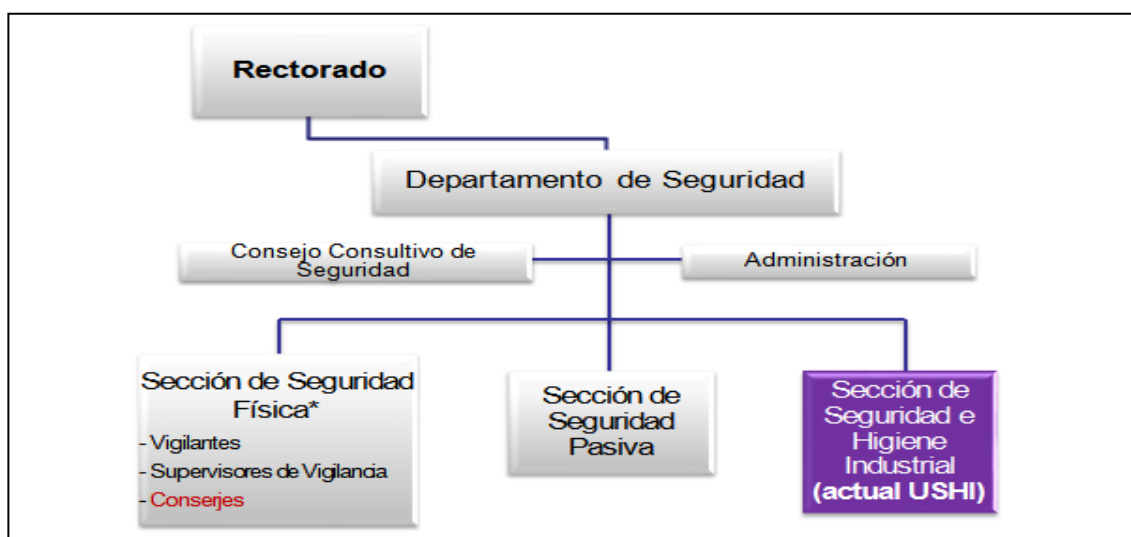 Rectorado
Departamento de Seguridad
Consejo Consultivo de
Seguridad
Administración
Sección de Seguridad
Física*
- Vigilantes
- Supervisores de Vigilancia
- Conserjes
Sección de
Seguridad
Pasiva
Sección de
Seguridad e
Higiene
Industrial
(actual USHI)